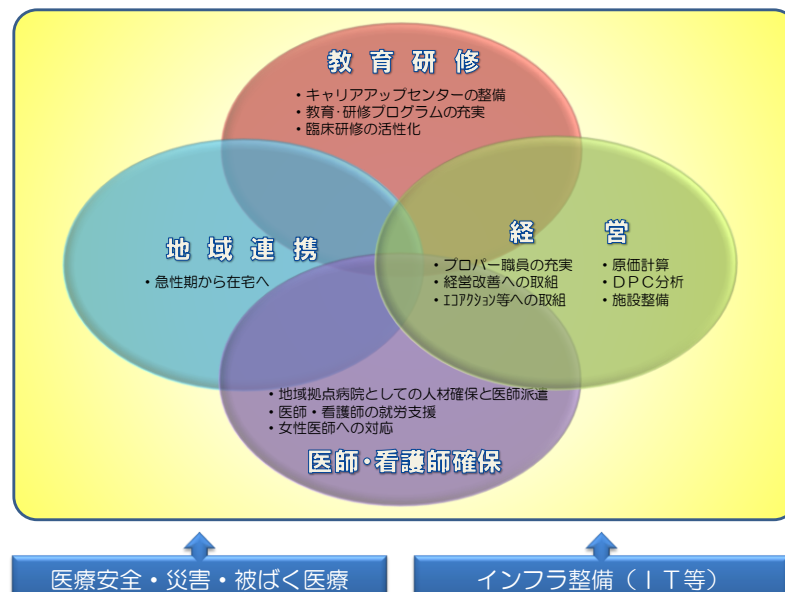 教育研修
・キャリアアップセンターの整備
・教育・研修プログラムの充実
・臨床研修の活性化
地域連携
・急性期から在宅へ
経営
・プロパー職員の充実
・経営改善への取組
・ｴｺｱｸｼｮﾝ等への取組
・原価計算
・ＤＰＣ分析
・施設整備
・地域拠点病院としての人材確保と医師派遣
・医師・看護師の就労支援
・女性医師への対応
医師・看護師確保
医療安全・災害・被ばく医療
インフラ整備（ＩＴ等）